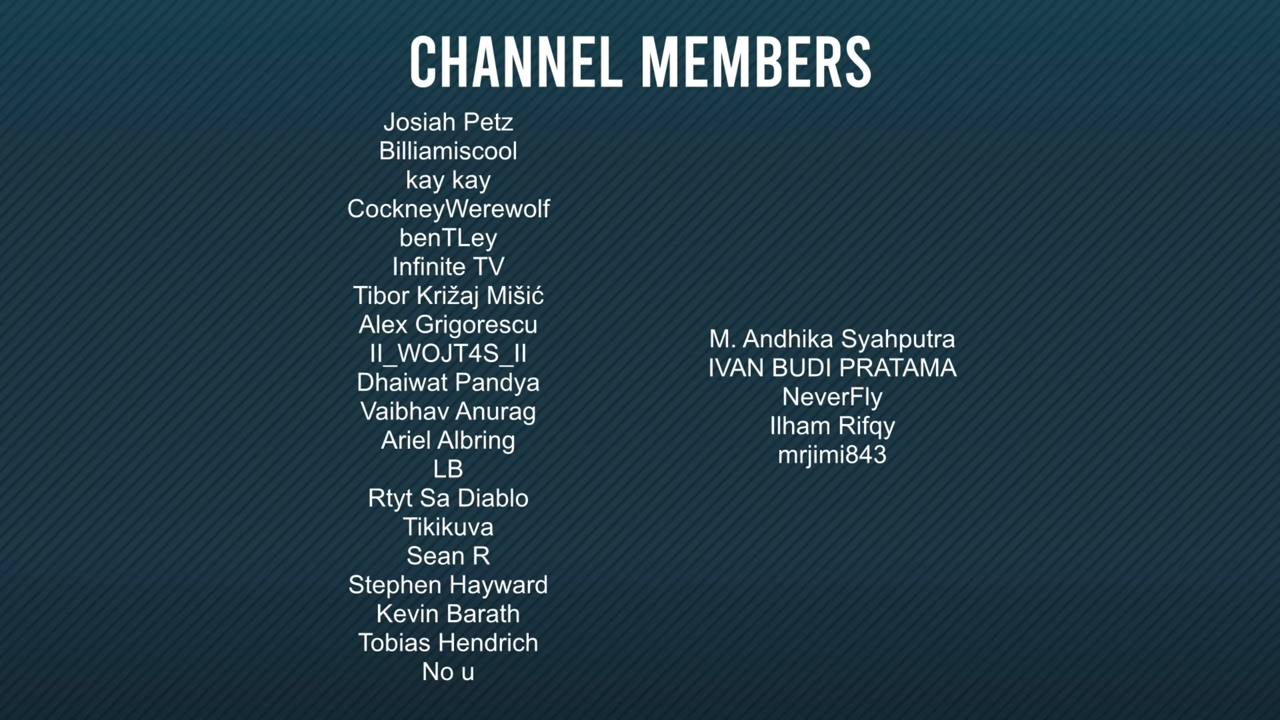 CHANNEL MEMBERS
Josiah Petz
Billiamiscool
kay kay
CockneyWerewolf
benTLey
Infinite TV
Tibor Križaj Mišić
Alex Grigorescu
II_WOJT4S_II
Dhaiwat Pandya
Vaibhav Anurag
Ariel Albring
LB
Rtyt Sa Diablo
Tikikuva
Sean R
Stephen Hayward
Kevin Barath
Tobias Hendrich
No u
M. Andhika Syahputra
IVAN BUDI PRATAMA
NeverFly
Ilham Rifqy
mrjimi843